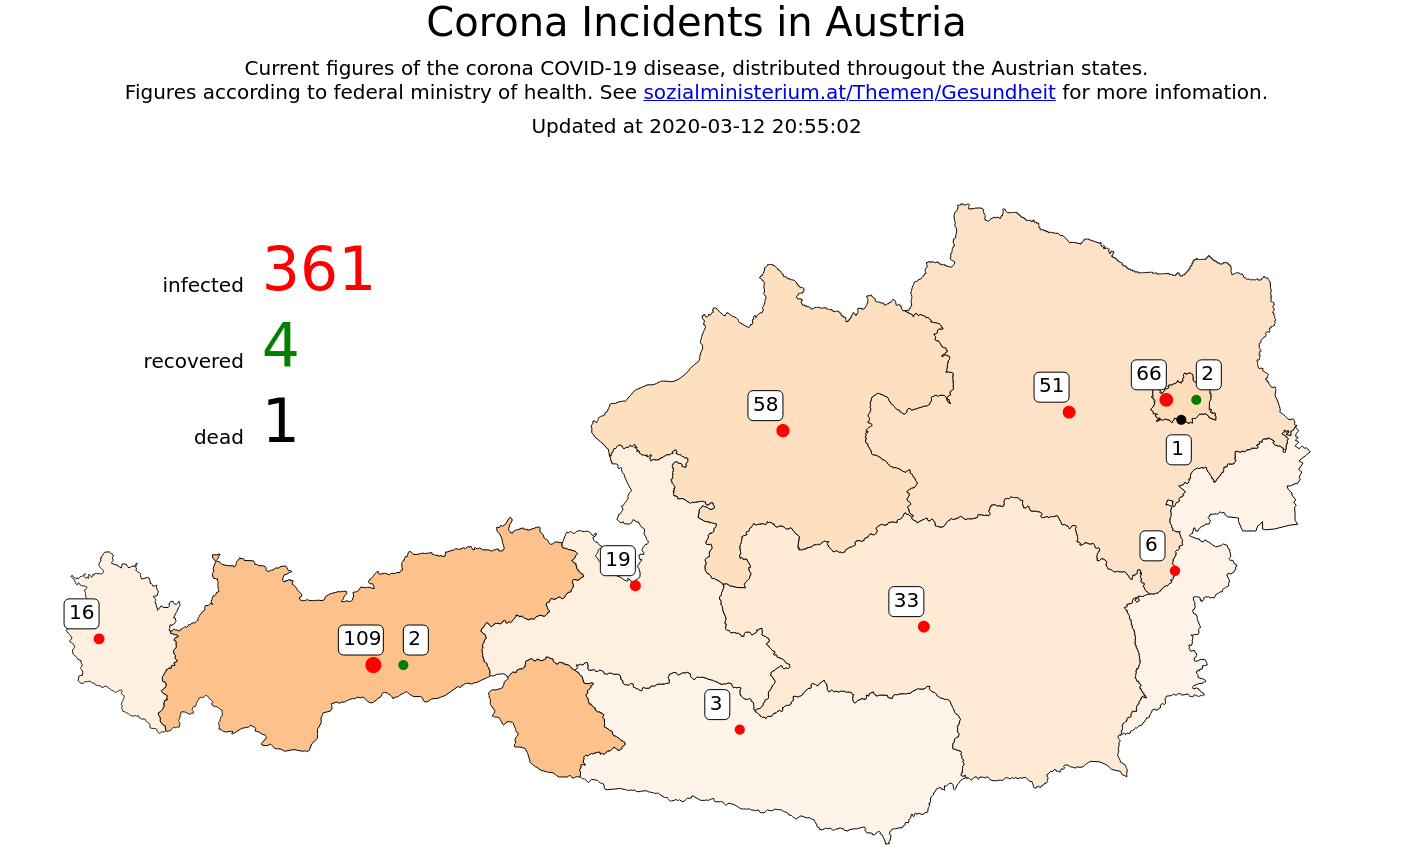 Corona Incidents in Austria
Current figures of the corona COVID-19 disease, distributed througout the Austrian states.
Figures according to federal ministry of health. See sozialministerium.at/Themen/Gesundheit for more infomation.
Updated at 2020-03-12 20:55:02
infected 361
recovered 4
dead 1
66 2
51
58
1
6
19
33
16
109 2
3